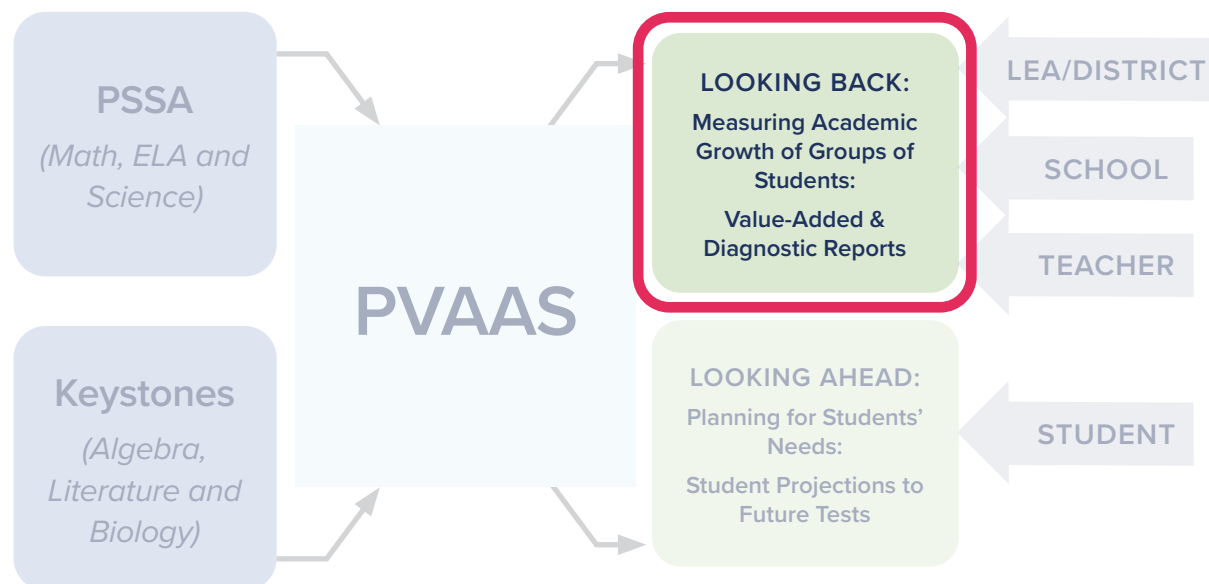 PSSA
(Math, ELA and
Science)
Keystones
(Algebra,
Literature and
Biology)
PVAAS
LOOKING BACK:
Measuring Academic
Growth of Groups of
Students:
Value-Added &
Diagnostic Reports
LOOKING AHEAD:
Planning for Students’
Needs:
Student Projections to
Future Tests
LEA/DISTRICT
SCHOOL
TEACHER
STUDENT